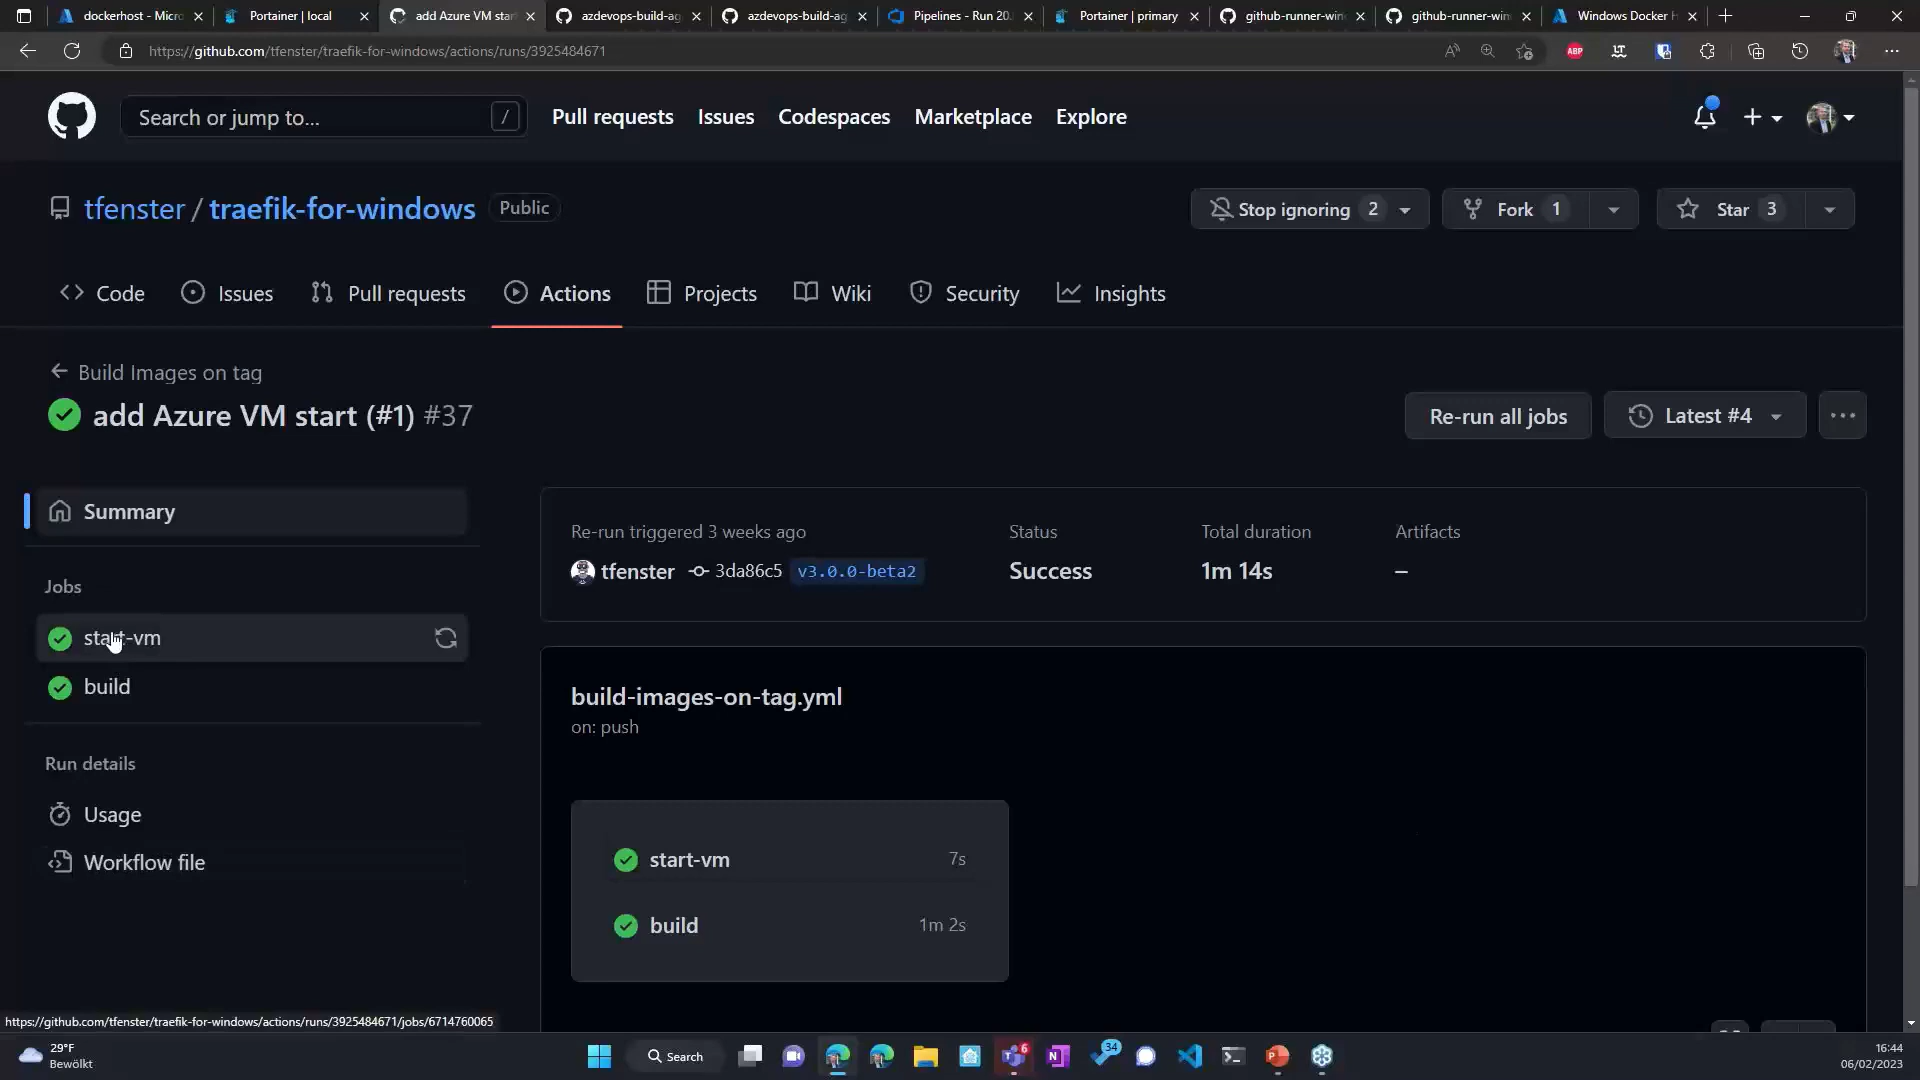 dockerhost - Micro
Portainer | local
add Azure VM star
azdevops-build-ag
azdevops-build-ag
Pipelines - Run 20
Portainer | primary
github-runner-win
github-runner-win
Windows Docker H
https://github.com/tfenster/traefik-for-windows/actions/runs/3925484671
ABP
LT
Search or jump to...
/
Pull requests
Issues
Codespaces
Marketplace
Explore
tfenster / traefik-for-windows
Public
Stop ignoring 2
Fork 1
Star 3
Code
Issues
Pull requests
Actions
Projects
Wiki
Security
Insights
Build Images on tag
add Azure VM start (#1) #37
Re-run all jobs
Latest #4
Summary
Jobs
start-vm
build
Run details
Usage
Workflow file
Re-run triggered 3 weeks ago
tfenster 3da86c5 v3.0.0-beta2
Status
Success
Total duration
1m 14s
Artifacts
–
build-images-on-tag.yml
on: push
start-vm 7s
build 1m 2s
https://github.com/tfenster/traefik-for-windows/actions/runs/3925484671/jobs/6714760065
29°F
Bewölkt
Search
6
34
16:44
06/02/2023